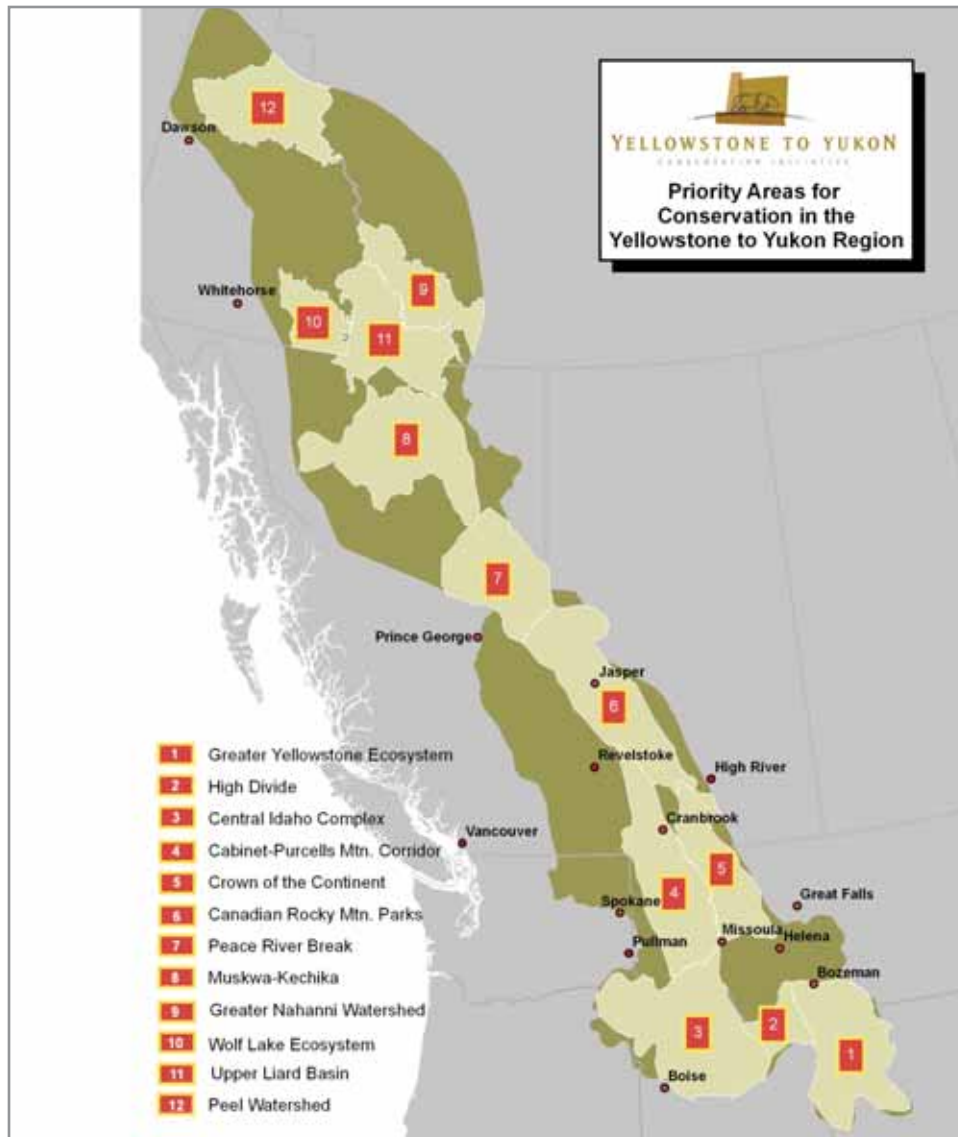 YELLOWSTONE TO YUKON
CONSERVATION INITIATIVE
Priority Areas for
Conservation in the
Yellowstone to Yukon Region
12
Dawson
Whitehorse
9
10
11
8
7
Prince George
Jasper
6
Revelstoke
High River
Cranbrook
Vancouver
5
4
Great Falls
Spokane
Missoula
Helena
Pullman
Bozeman
2
3
1
Boise
1 Greater Yellowstone Ecosystem
2 High Divide
3 Central Idaho Complex
4 Cabinet-Purcells Mtn. Corridor
5 Crown of the Continent
6 Canadian Rocky Mtn. Parks
7 Peace River Break
8 Muskwa-Kechika
9 Greater Nahanni Watershed
10 Wolf Lake Ecosystem
11 Upper Liard Basin
12 Peel Watershed